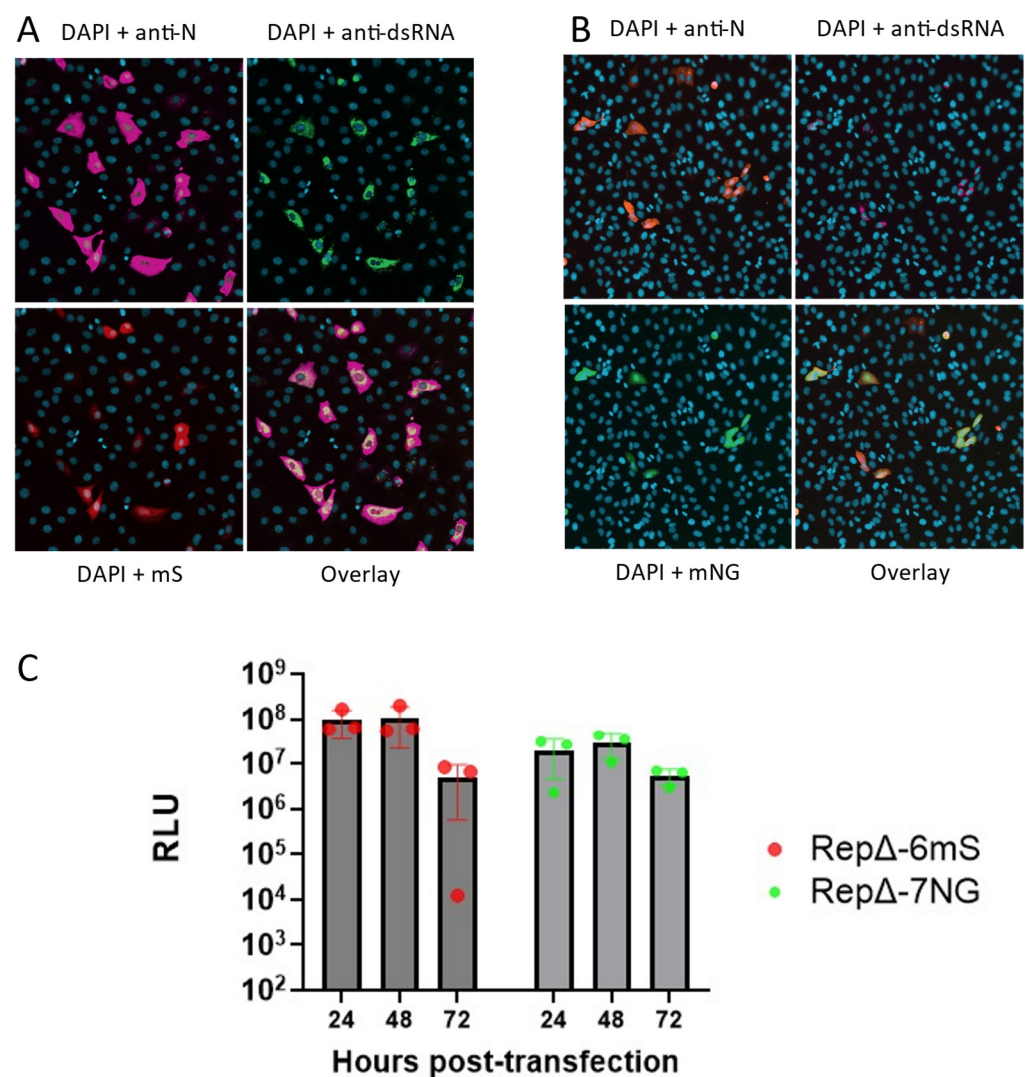 A
DAPI + anti-N
DAPI + anti-dsRNA
DAPI + mS
Overlay
B
DAPI + anti-N
DAPI + anti-dsRNA
DAPI + mNG
Overlay
C
RLU
10⁹
10⁸
10⁷
10⁶
10⁵
10⁴
10³
10²
24 48 72 24 48 72
Hours post-transfection
RepΔ-6mS
RepΔ-7NG